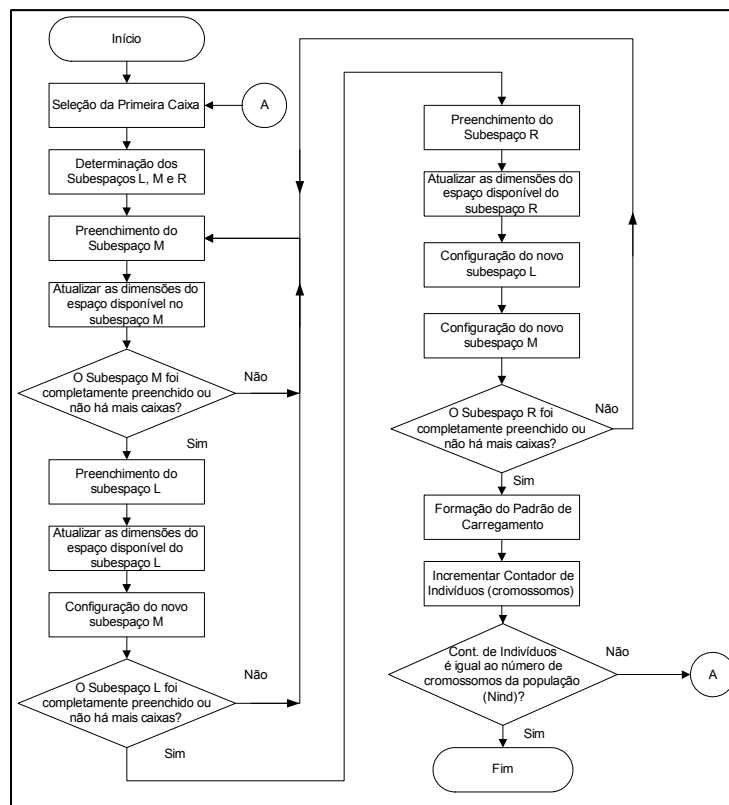 Início
Seleção da Primeira Caixa
A
Determinação dos
Subespaços L, M e R
Preenchimento do
Subespaço M
Atualizar as dimensões do
espaço disponível no
subespaço M
O Subespaço M foi
completamente preenchido ou
não há mais caixas?
Não
Sim
Preenchimento do
subespaço L
Atualizar as dimensões do
espaço disponível do
subespaço L
Configuração do novo
subespaço M
O Subespaço L foi
completamente preenchido ou
não há mais caixas?
Não
Sim
Preenchimento do
Subespaço R
Atualizar as dimensões do
espaço disponível do
subespaço R
Configuração do novo
subespaço L
Configuração do novo
subespaço M
O Subespaço R foi
completamente preenchido ou
não há mais caixas?
Não
Sim
Formação do Padrão de
Carregamento
Incrementar Contador de
Indivíduos (cromossomos)
Cont. de Indivíduos
é igual ao número de
cromossomos da população
(Nind)?
Não
A
Sim
Fim